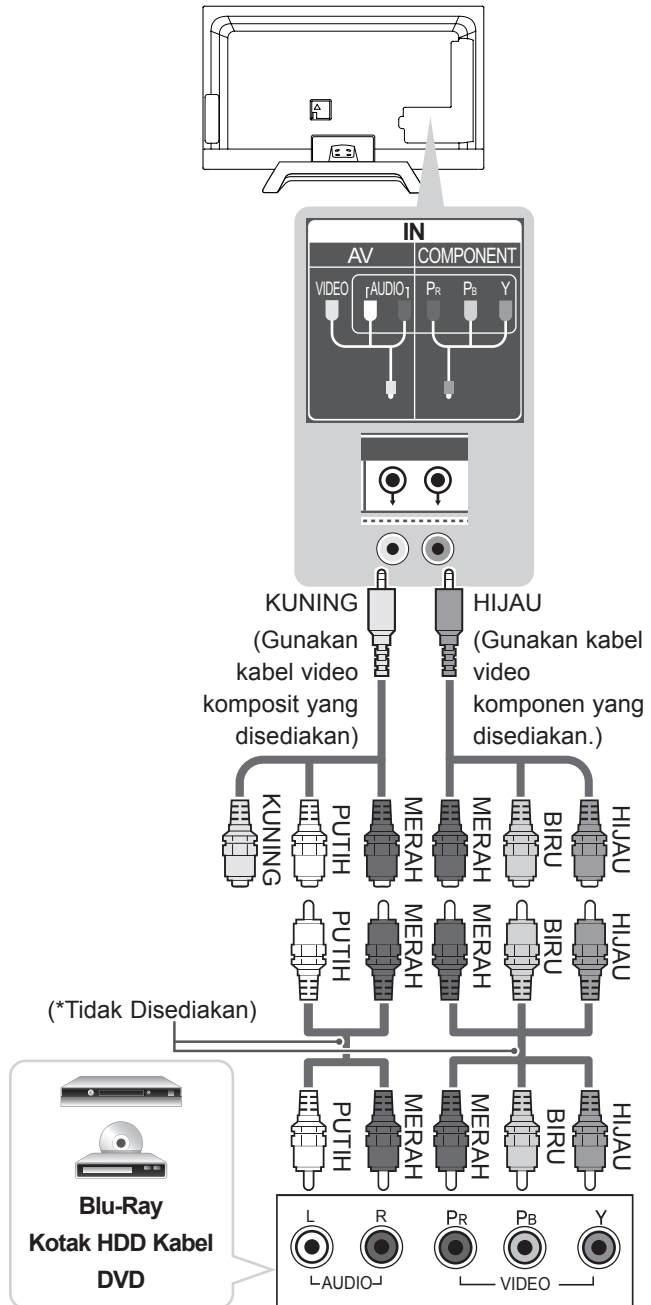 IN
AV COMPONENT
VIDEO ┌AUDIO┐ PR PB Y
KUNING
(Gunakan
kabel video
komposit yang
disediakan)
HIJAU
(Gunakan kabel
video
komponen yang
disediakan.)
KUNING PUTIH MERAH MERAH BIRU HIJAU
PUTIH MERAH MERAH BIRU HIJAU
(*Tidak Disediakan)
PUTIH MERAH MERAH BIRU HIJAU
Blu-Ray
Kotak HDD Kabel
DVD
L R PR PB Y
└AUDIO┘ └ VIDEO ┘